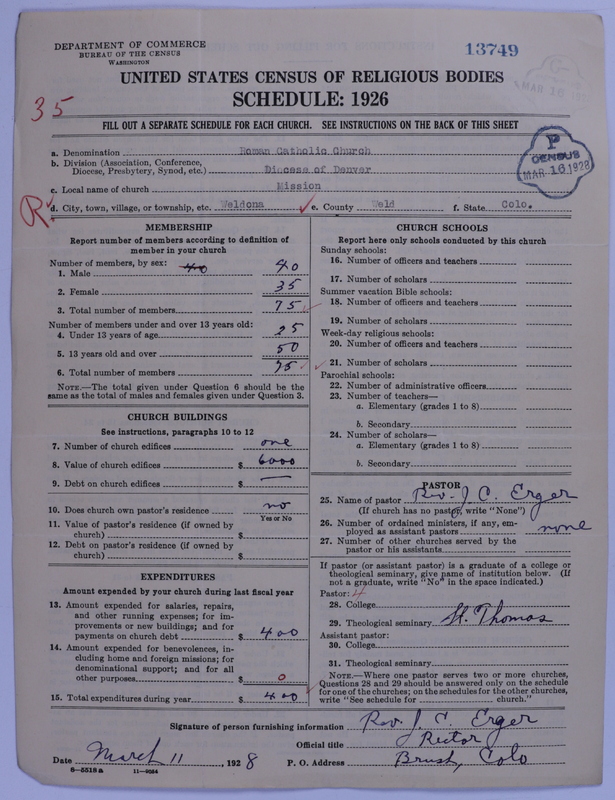 DEPARTMENT OF COMMERCE
BUREAU OF THE CENSUS
WASHINGTON
13749
UNITED STATES CENSUS OF RELIGIOUS BODIES
SCHEDULE: 1926
35
MAR 16
FILL OUT A SEPARATE SCHEDULE FOR EACH CHURCH. SEE INSTRUCTIONS ON THE BACK OF THIS SHEET
P
CENSUS
MAR 16 1928
a. Denomination Roman Catholic Church
b. Division (Association, Conference,
Diocese, Presbytery, Synod, etc.) Diocese of Denver
c. Local name of church Mission
R
d. City, town, village, or township, etc. Weldona e. County Weld f. State Colo.
MEMBERSHIP
Report number of members according to definition of
member in your church
Number of members, by sex:
1. Male 40 40
2. Female 35
3. Total number of members 75
Number of members under and over 13 years old:
4. Under 13 years of age 25
5. 13 years old and over 50
6. Total number of members 75
NOTE.—The total given under Question 6 should be the
same as the total of males and females given under Question 3.
CHURCH BUILDINGS
See instructions, paragraphs 10 to 12
7. Number of church edifices one
8. Value of church edifices $ 6000
9. Debt on church edifices $ —
10. Does church own pastor's residence no
Yes or No
11. Value of pastor's residence (if owned by
church) $
12. Debt on pastor's residence (if owned by
church) $
EXPENDITURES
Amount expended by your church during last fiscal year
13. Amount expended for salaries, repairs,
and other running expenses; for im-
provements or new buildings; and for
payments on church debt $ 400
14. Amount expended for benevolences, in-
cluding home and foreign missions; for
denominational support; and for all
other purposes $ 0
15. Total expenditures during year $ 400
CHURCH SCHOOLS
Report here only schools conducted by this church
Sunday schools:
16. Number of officers and teachers
17. Number of scholars
Summer vacation Bible schools:
18. Number of officers and teachers
19. Number of scholars
Week-day religious schools:
20. Number of officers and teachers
21. Number of scholars
Parochial schools:
22. Number of administrative officers
23. Number of teachers—
a. Elementary (grades 1 to 8)
b. Secondary
24. Number of scholars—
a. Elementary (grades 1 to 8)
b. Secondary
PASTOR
25. Name of pastor Rev. J. C. Erger
(If church has no pastor, write "None")
26. Number of ordained ministers, if any, em-
ployed as assistant pastors none
27. Number of other churches served by the
pastor or his assistants
If pastor (or assistant pastor) is a graduate of a college or
theological seminary, give name of institution below. (If
not a graduate, write "No" in the space indicated.)
Pastor: 4
28. College
29. Theological seminary St. Thomas
Assistant pastor:
30. College
31. Theological seminary
NOTE.—Where one pastor serves two or more churches,
Questions 28 and 29 should be answered only on the schedule
for one of the churches; on the schedules for the other churches,
write "See schedule for church."
Signature of person furnishing information Rev. J. C. Erger
Official title Rector
Date March 11, 1928 P. O. Address Brush, Colo
8—5518a 11—9034